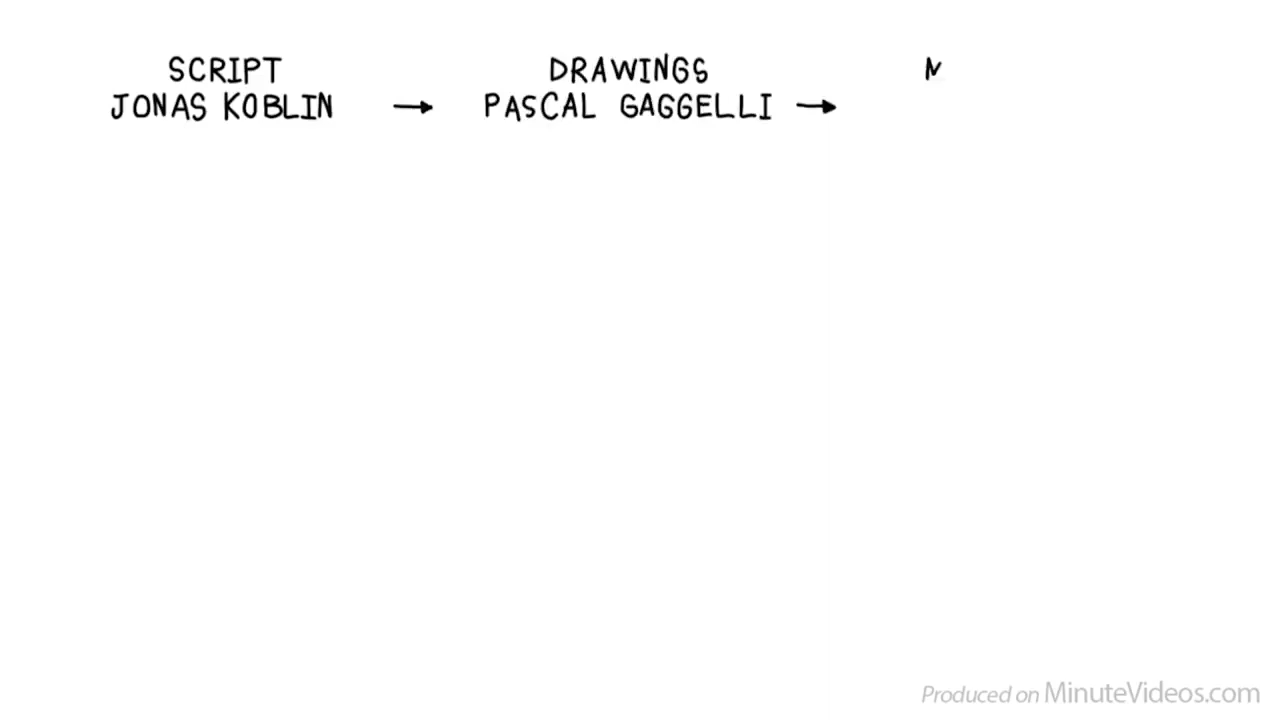 SCRIPT
JONAS KOBLIN
DRAWINGS
PASCAL GAGGELLI
Produced on MinuteVideos.com